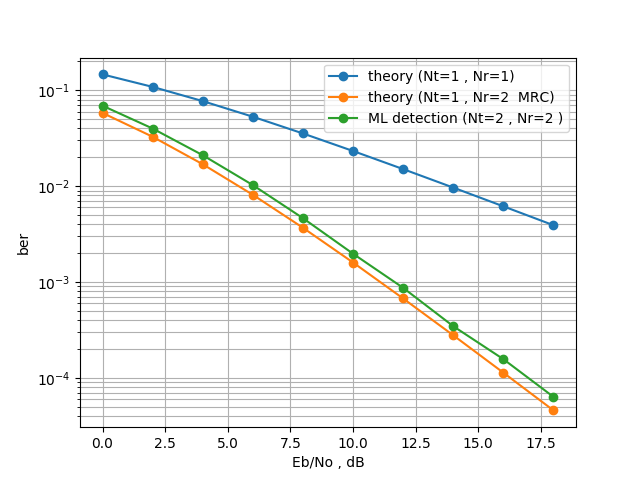 theory (Nt=1 , Nr=1)
theory (Nt=1 , Nr=2  MRC)
ML detection (Nt=2 , Nr=2 )
10⁻¹
10⁻²
10⁻³
10⁻⁴
ber
0.0 2.5 5.0 7.5 10.0 12.5 15.0 17.5
Eb/No , dB